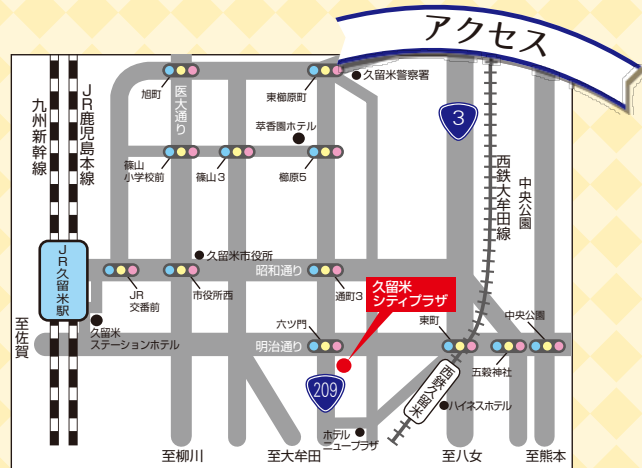 アクセス
久留米警察署
旭町
医大通り
東櫛原町
3
九州新幹線
JR鹿児島本線
萃香園ホテル
篠山
小学校前
篠山3
櫛原5
西鉄大牟田線
中央公園
JR久留米駅
久留米市役所
昭和通り
JR
交番前
市役所西
通町3
久留米
シティプラザ
至佐賀
久留米
ステーションホテル
六ツ門
明治通り
東町
中央公園
五穀神社
209
西鉄久留米
ハイネスホテル
ホテル
ニュープラザ
至柳川
至大牟田
至八女
至熊本